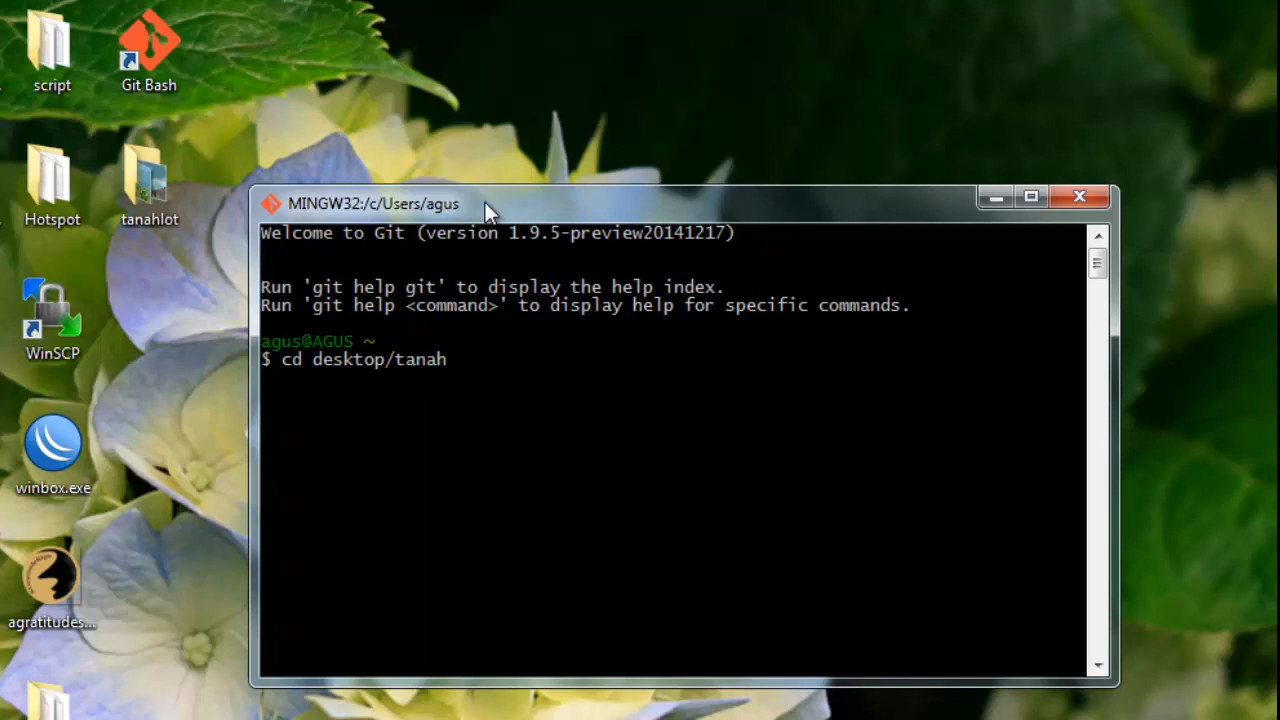 script
Git Bash
Hotspot
tanahlot
WinSCP
winbox.exe
agratitudes...
MINGW32:/c/Users/agus
Welcome to Git (version 1.9.5-preview20141217)
Run 'git help git' to display the help index.
Run 'git help <command>' to display help for specific commands.
agus@AGUS ~
$ cd desktop/tanah